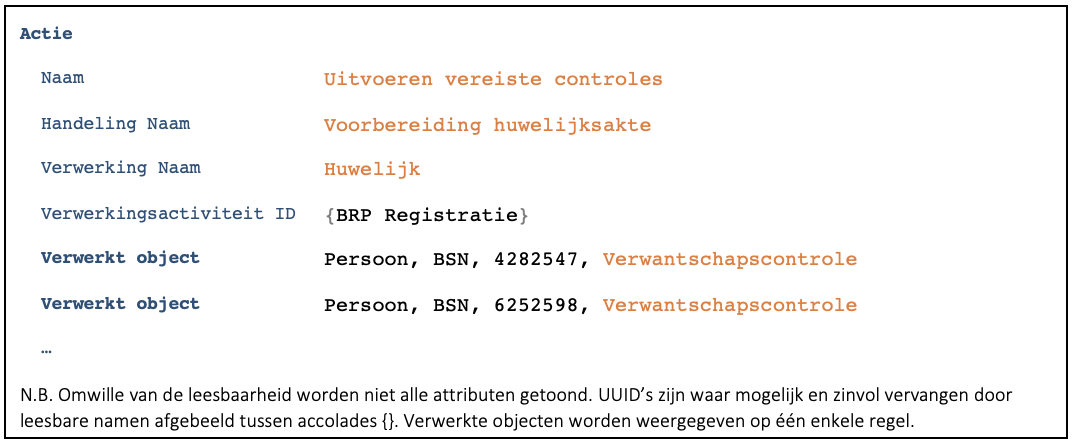 Actie
Naam Uitvoeren vereiste controles
Handeling Naam Voorbereiding huwelijksakte
Verwerking Naam Huwelijk
Verwerkingsactiviteit ID {BRP Registratie}
Verwerkt object Persoon, BSN, 4282547, Verwantschapscontrole
Verwerkt object Persoon, BSN, 6252598, Verwantschapscontrole
…
N.B. Omwille van de leesbaarheid worden niet alle attributen getoond. UUID’s zijn waar mogelijk en zinvol vervangen door
leesbare namen afgebeeld tussen accolades {}. Verwerkte objecten worden weergegeven op één enkele regel.